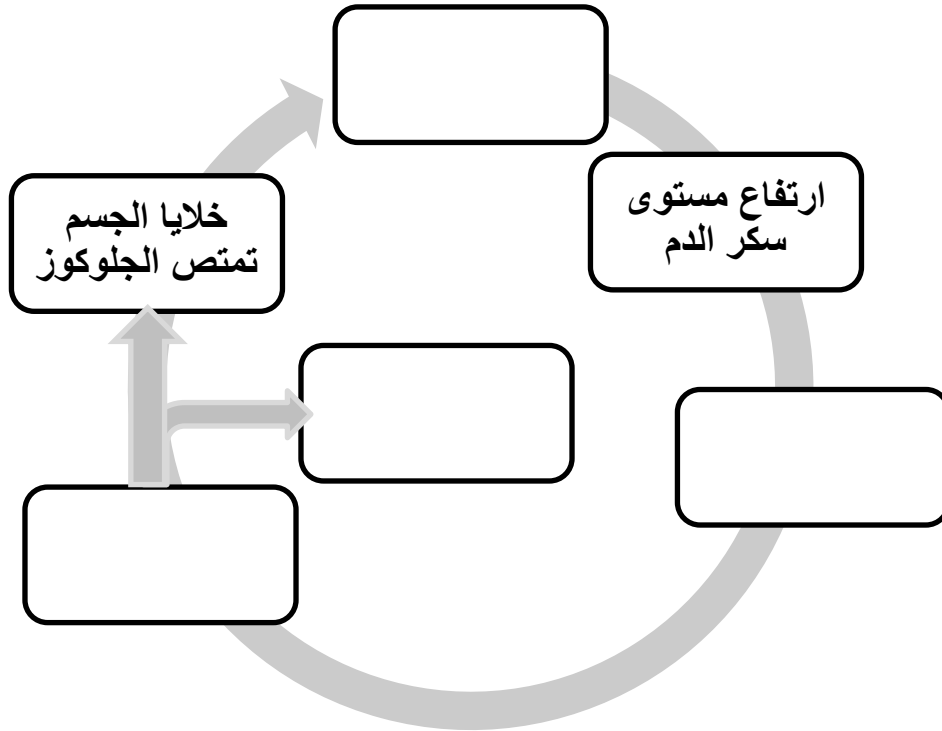 ارتفاع مستوى
سكر الدم
خلايا الجسم
تمتص الجلوكوز